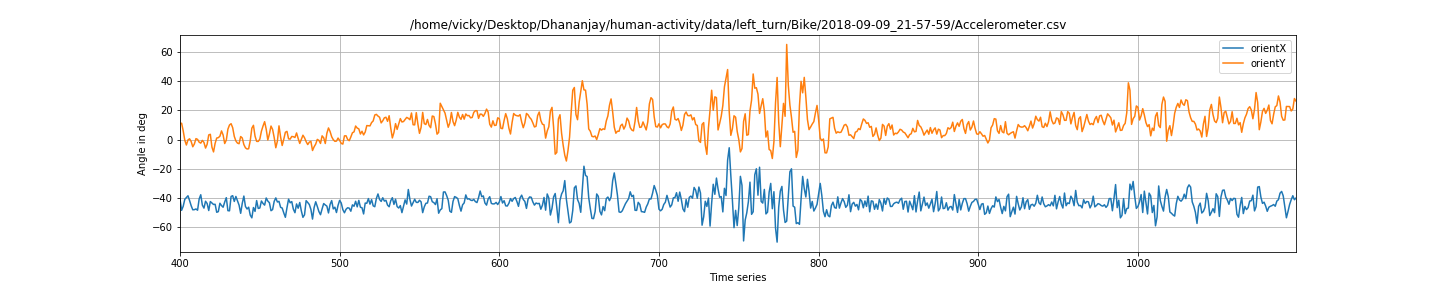 /home/vicky/Desktop/Dhananjay/human-activity/data/left_turn/Bike/2018-09-09_21-57-59/Accelerometer.csv
orientX
orientY
Angle in deg
60
40
20
0
−20
−40
−60
400
500
600
700
800
900
1000
Time series